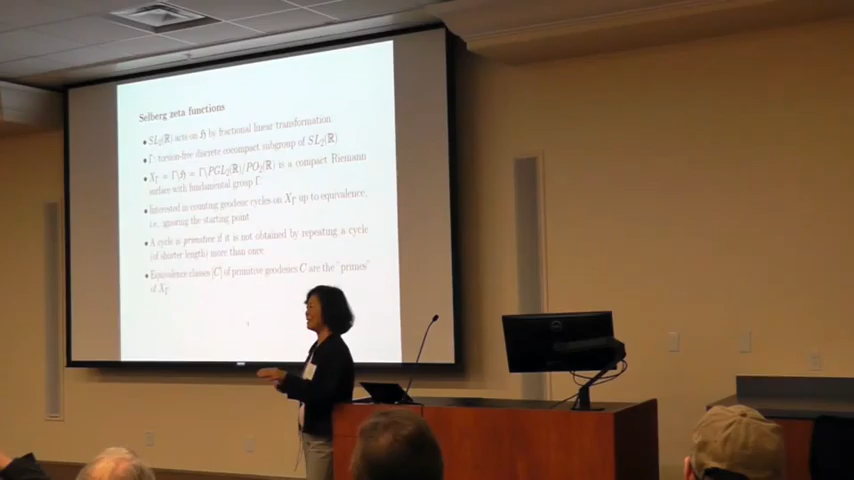 Selberg zeta functions
• SL₂(ℝ) acts on ℌ by fractional linear transformation
• Γ: torsion-free discrete cocompact subgroup of SL₂(ℝ)
• X_Γ = Γ\ℌ = Γ\PGL₂(ℝ)/PO₂(ℝ) is a compact Riemann
surface with fundamental group Γ.
• Interested in counting geodesic cycles on X_Γ up to equivalence,
i.e., ignoring the starting point
• A cycle is primitive if it is not obtained by repeating a cycle
(of shorter length) more than once
• Equivalence classes [C] of primitive geodesics C are the "primes"
of X_Γ